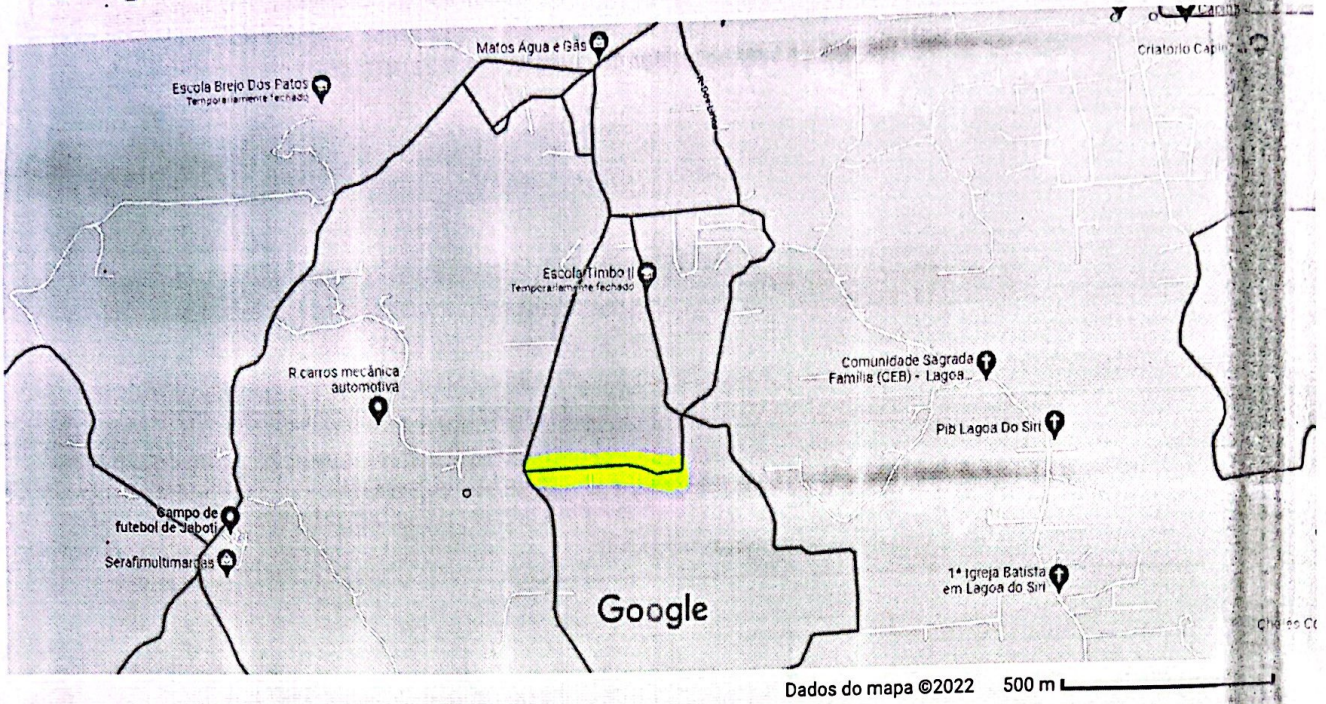 Matos Água e Gás
Criatorio Capin
Escola Brejo Dos Patos
Temporariamente fechado
Escola Timbo II
Temporariamente fechado
R carros mecânica
automotiva
Comunidade Sagrada
Família (CEB) - Lagoa...
Pib Lagoa Do Siri
Campo de
futebol de Jaboti
Serafimultimarcas
1ª Igreja Batista
em Lagoa do Siri
Google
Dados do mapa ©2022 500 m